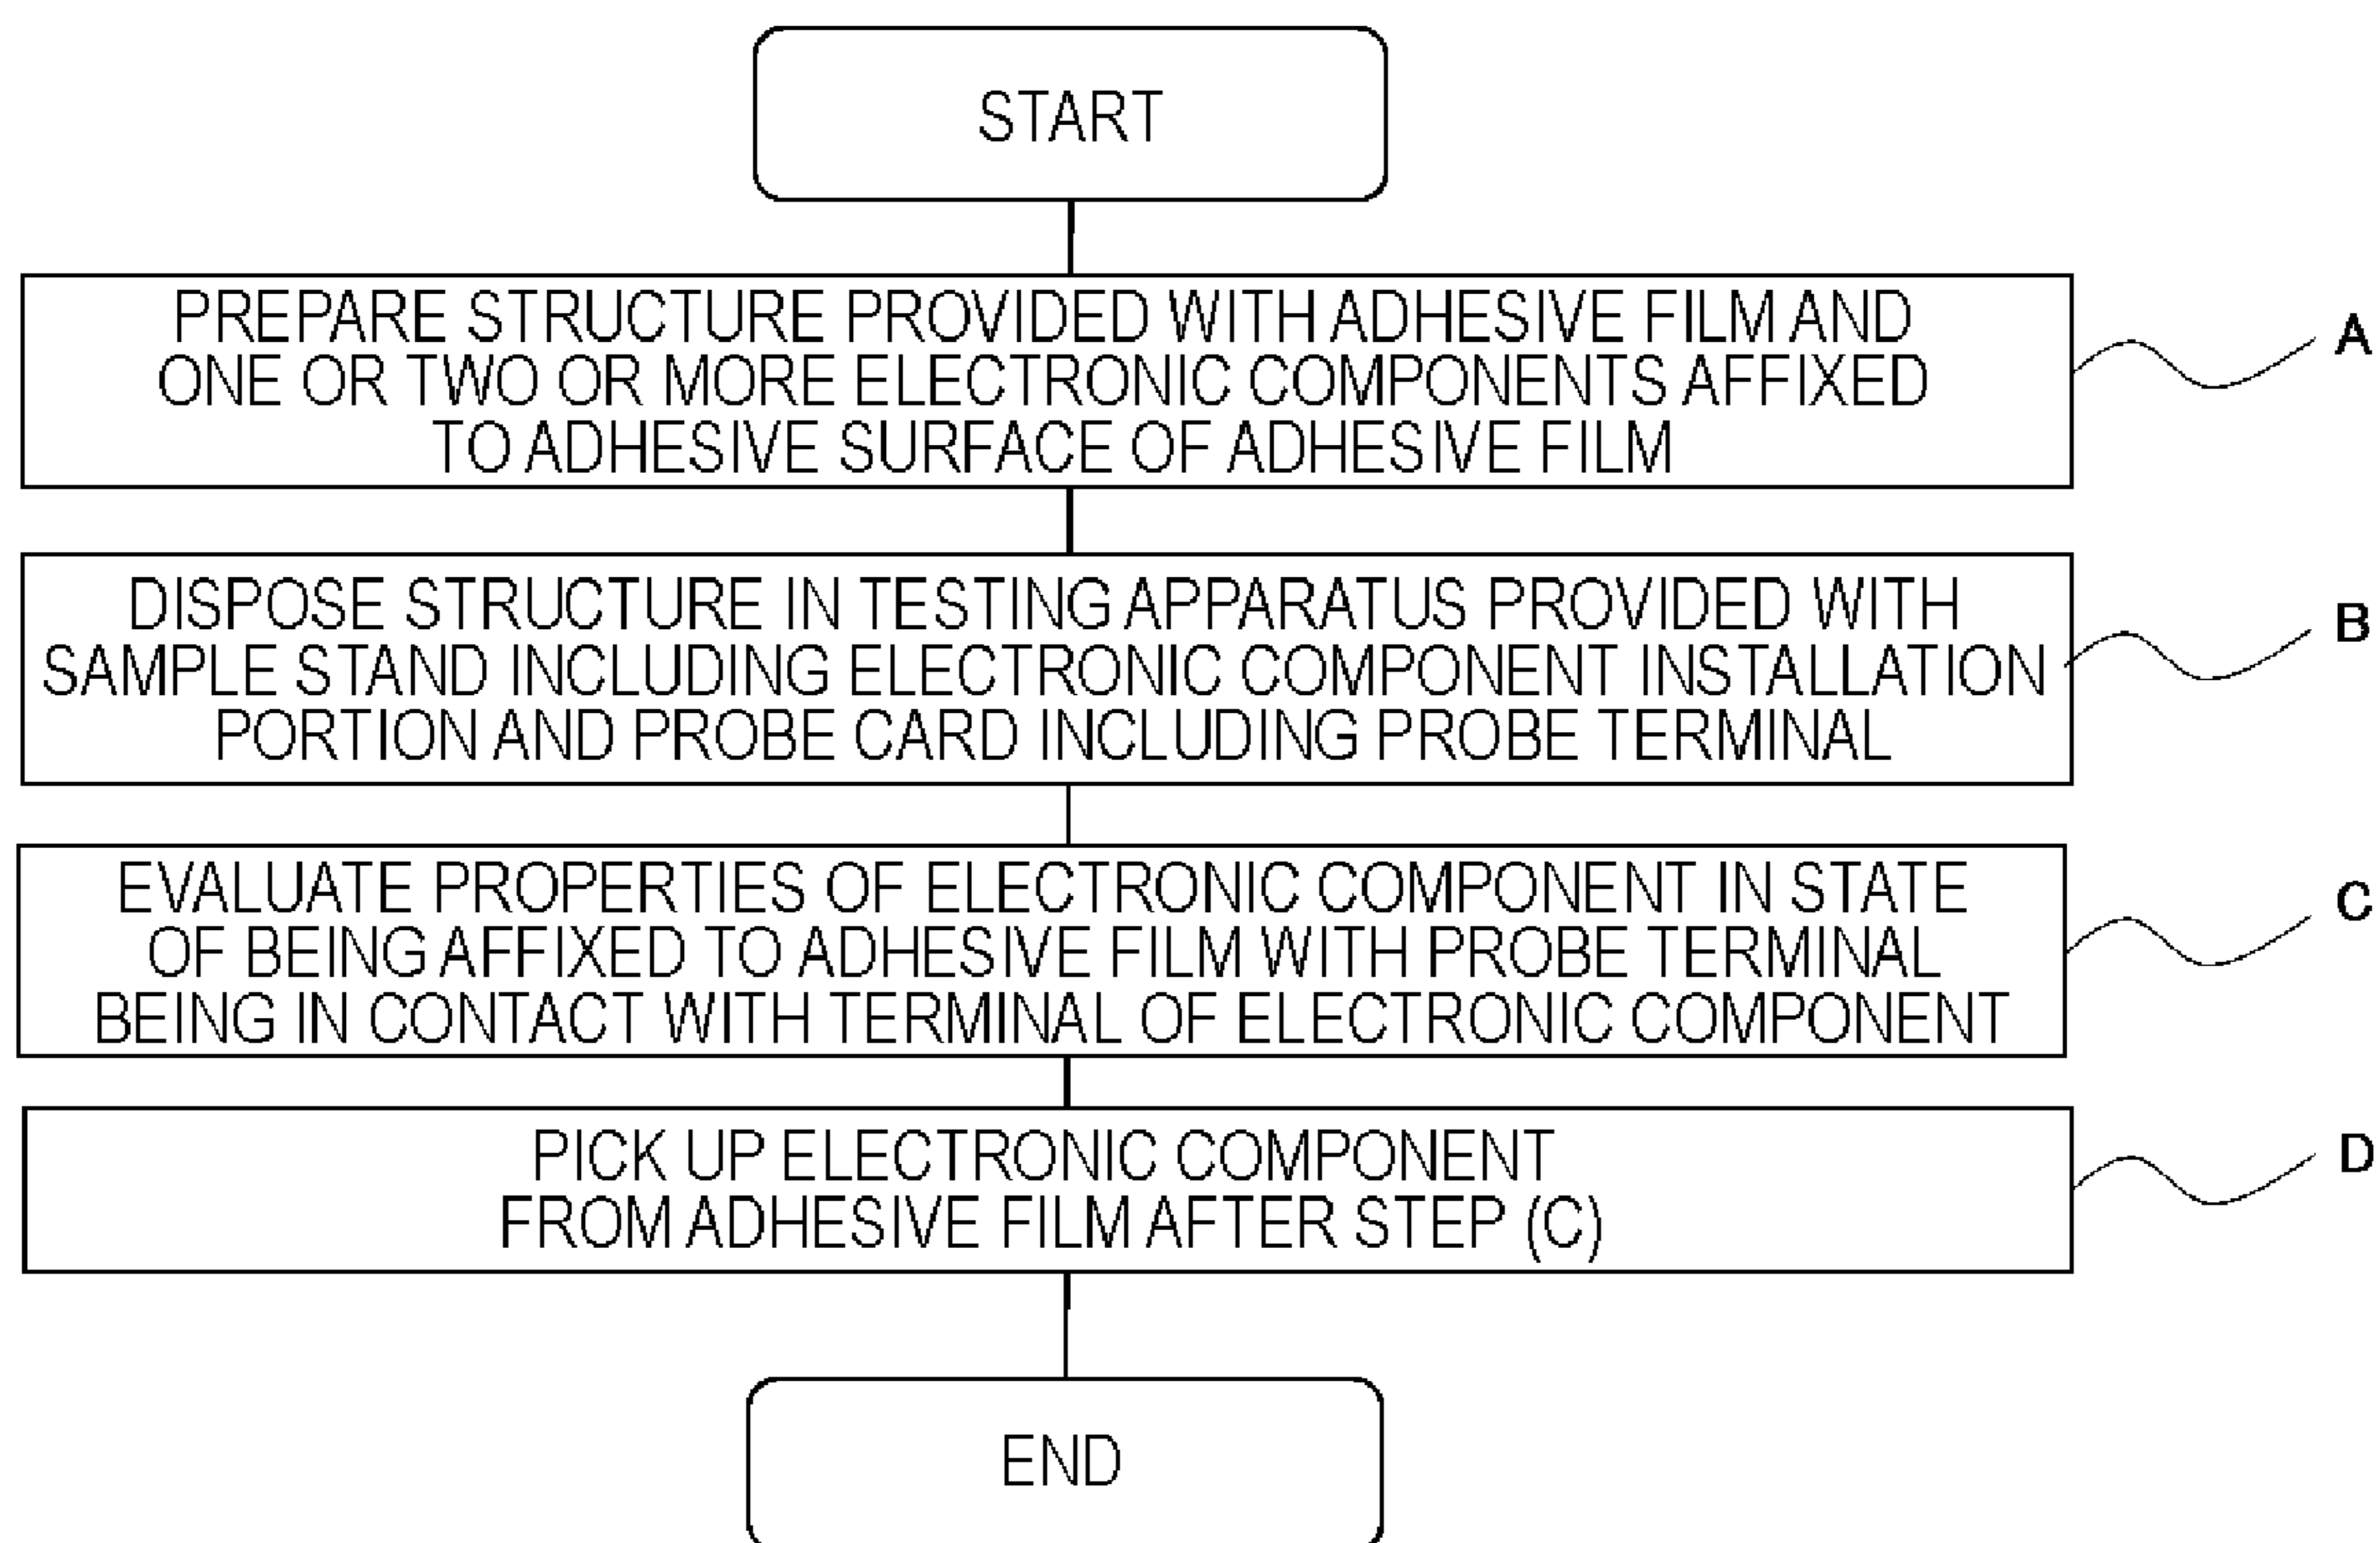 START
PREPARE STRUCTURE PROVIDED WITH ADHESIVE FILM AND
ONE OR TWO OR MORE ELECTRONIC COMPONENTS AFFIXED
TO ADHESIVE SURFACE OF ADHESIVE FILM
A
DISPOSE STRUCTURE IN TESTING APPARATUS PROVIDED WITH
SAMPLE STAND INCLUDING ELECTRONIC COMPONENT INSTALLATION
PORTION AND PROBE CARD INCLUDING PROBE TERMINAL
B
EVALUATE PROPERTIES OF ELECTRONIC COMPONENT IN STATE
OF BEING AFFIXED TO ADHESIVE FILM WITH PROBE TERMINAL
BEING IN CONTACT WITH TERMINAL OF ELECTRONIC COMPONENT
C
PICK UP ELECTRONIC COMPONENT
FROM ADHESIVE FILM AFTER STEP (C)
D
END